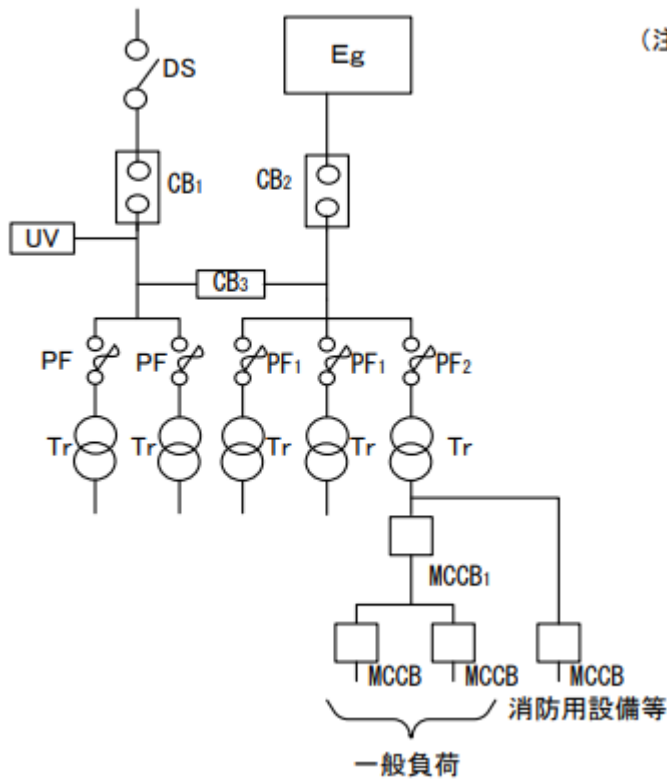 (注
DS
Eg
CB1
CB2
UV
CB3
PF
PF
PF1
PF1
PF2
Tr
Tr
Tr
Tr
Tr
MCCB1
MCCB
MCCB
MCCB
消防用設備等
一般負荷